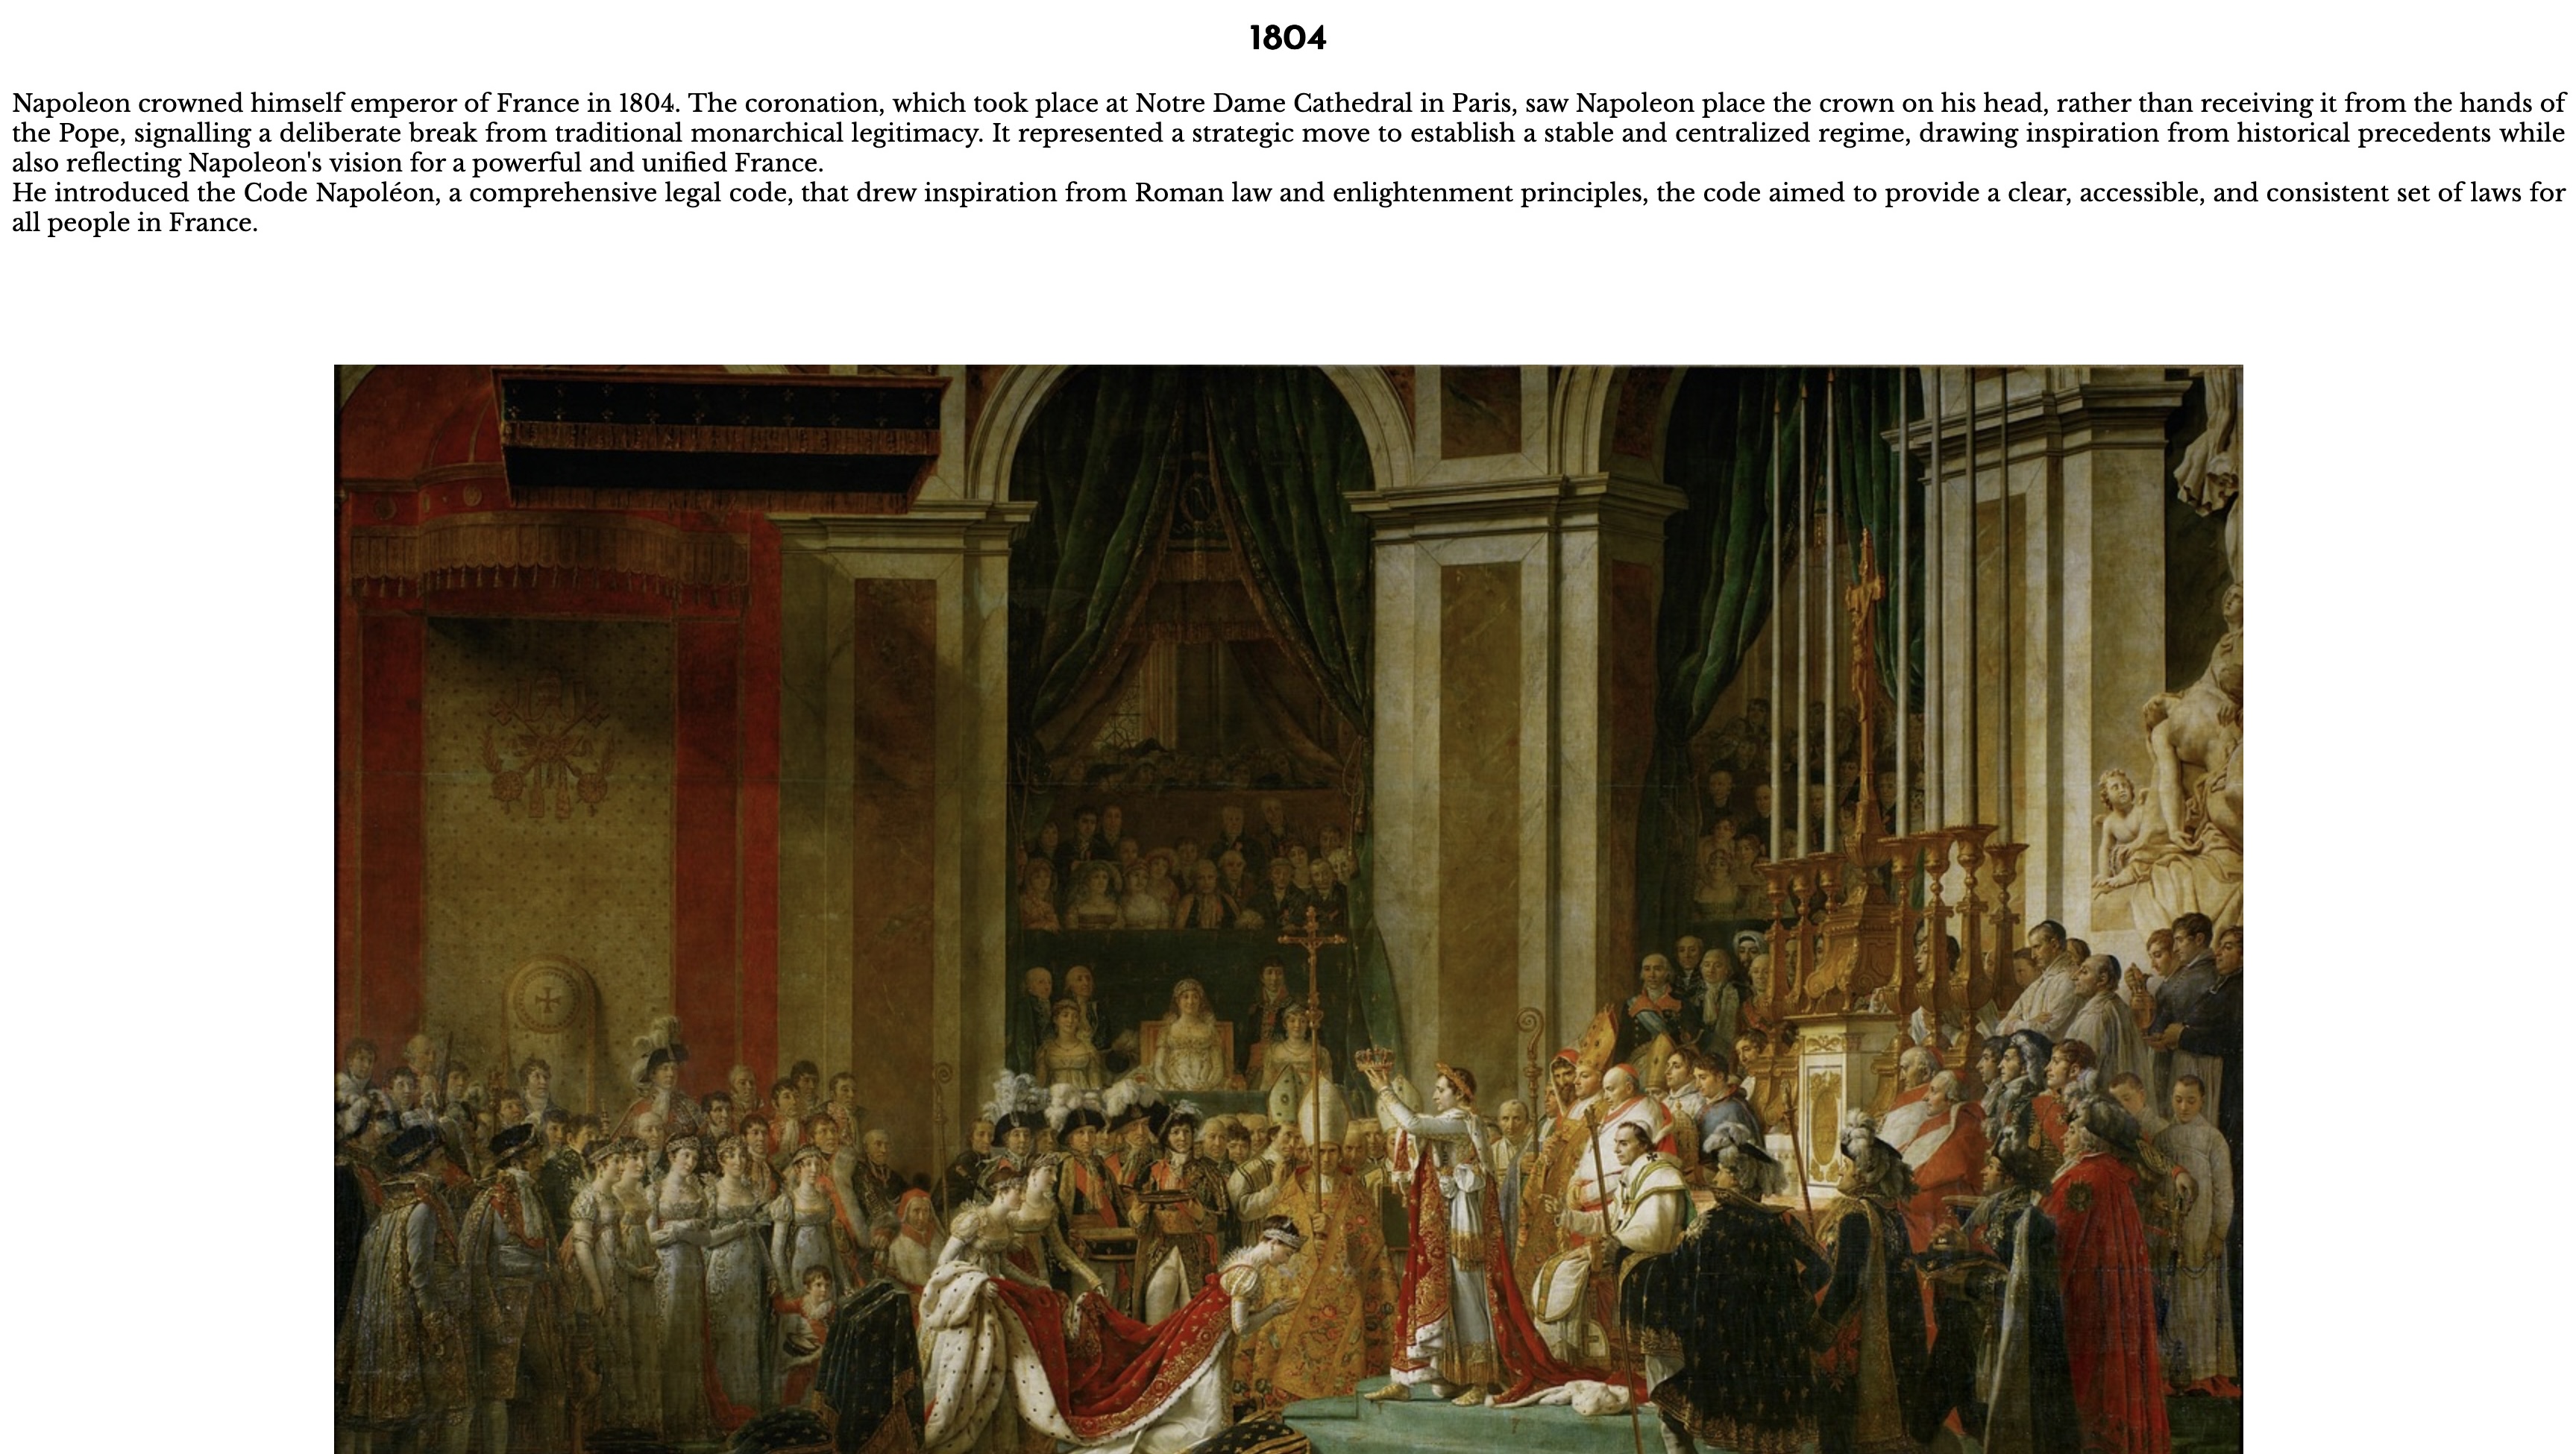 1804
Napoleon crowned himself emperor of France in 1804. The coronation, which took place at Notre Dame Cathedral in Paris, saw Napoleon place the crown on his head, rather than receiving it from the hands of
the Pope, signalling a deliberate break from traditional monarchical legitimacy. It represented a strategic move to establish a stable and centralized regime, drawing inspiration from historical precedents while
also reflecting Napoleon's vision for a powerful and unified France.
He introduced the Code Napoléon, a comprehensive legal code, that drew inspiration from Roman law and enlightenment principles, the code aimed to provide a clear, accessible, and consistent set of laws for
all people in France.